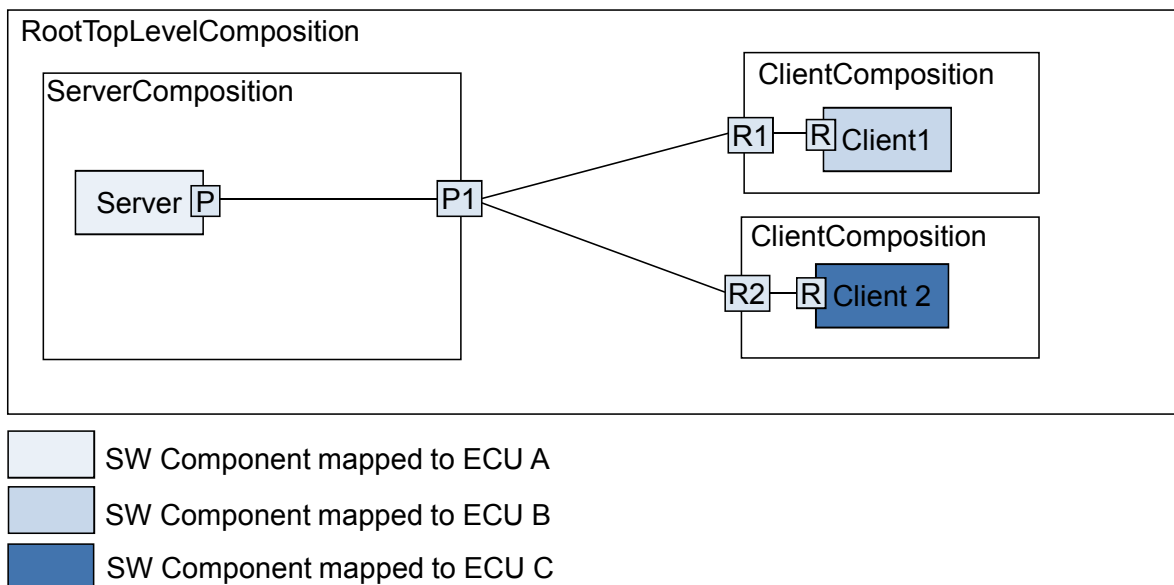 RootTopLevelComposition
ServerComposition
Server
P
P1
ClientComposition
R1
R
Client1
ClientComposition
R2
R
Client 2
SW Component mapped to ECU A
SW Component mapped to ECU B
SW Component mapped to ECU C